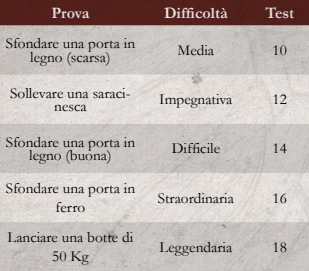 Prova Difficoltà Test
Sfondare una porta in
legno (scarsa) Media 10
Sollevare una saraci-
nesca Impegnativa 12
Sfondare una porta in
legno (buona) Difficile 14
Sfondare una porta in
ferro Straordinaria 16
Lanciare una botte di
50 Kg Leggendaria 18